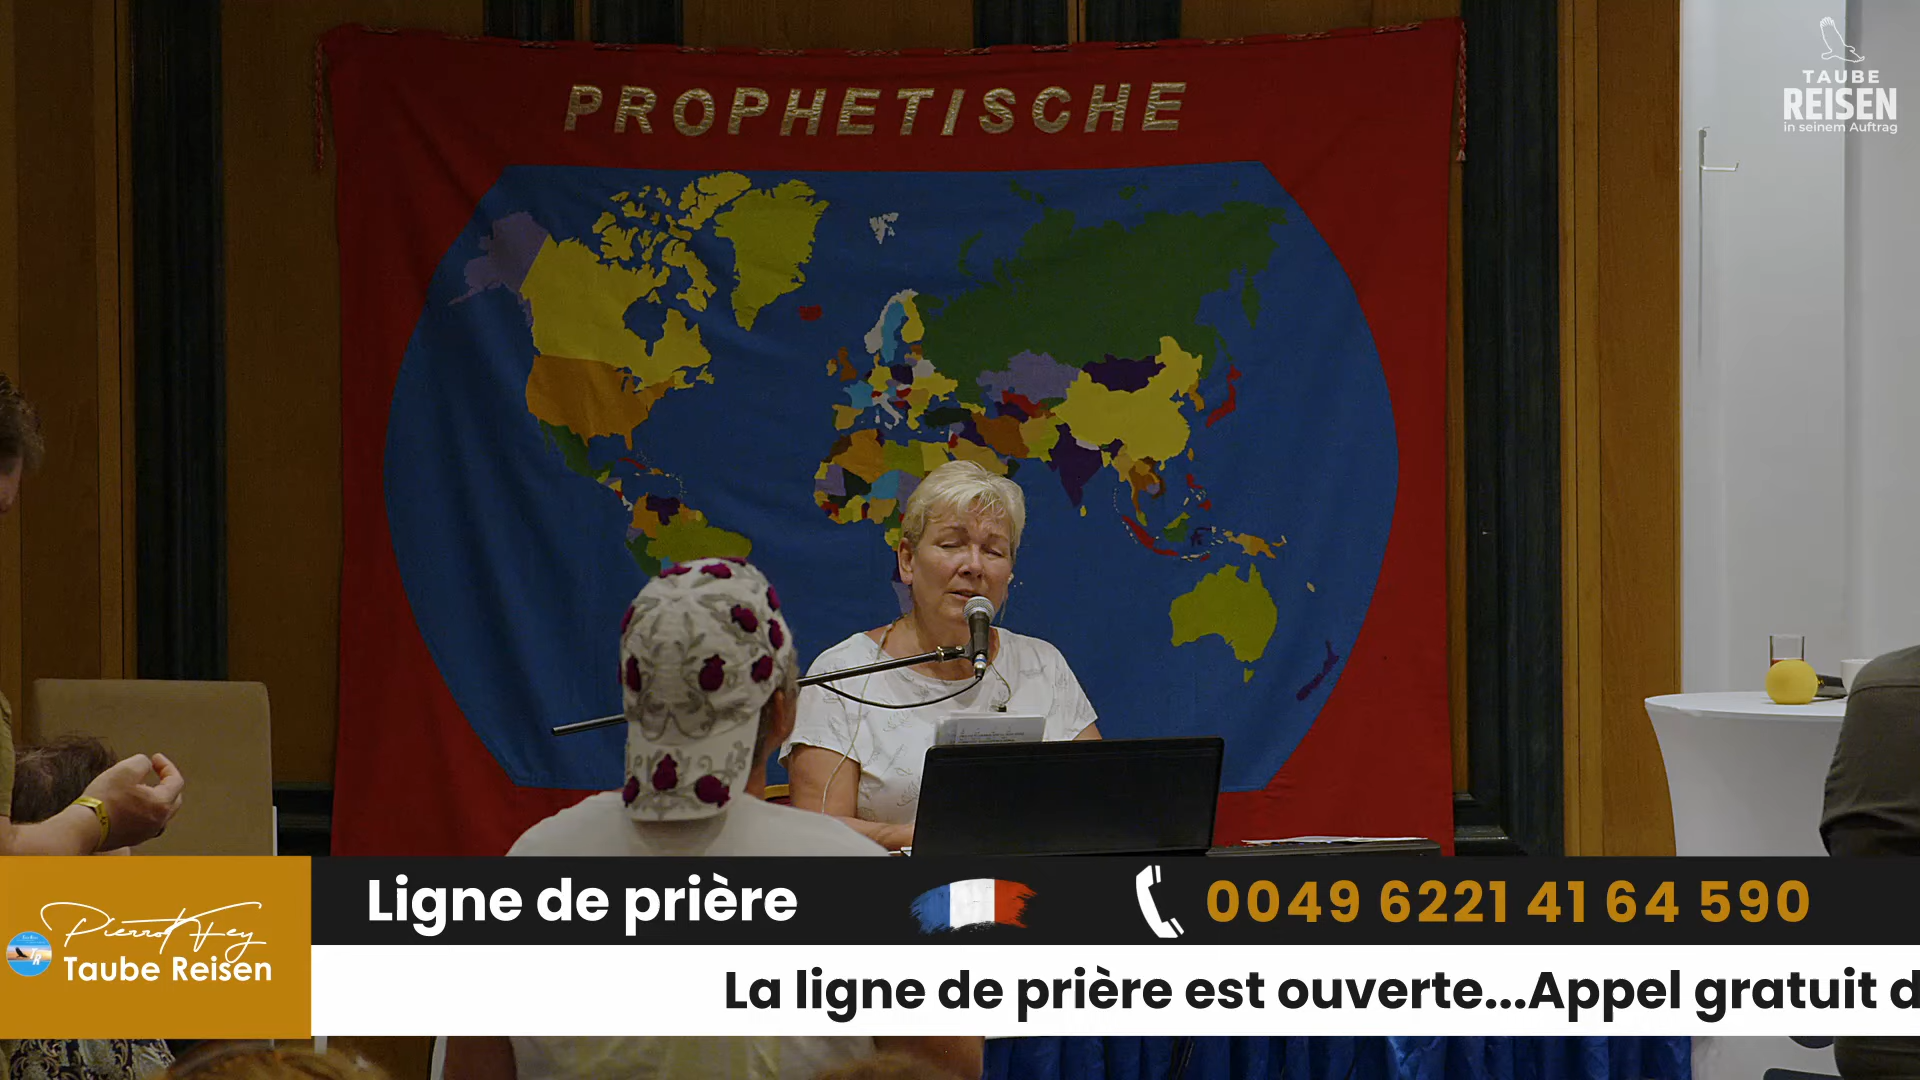 PROPHETISCHE
TAUBE
REISEN
in seinem Auftrag
Ligne de prière
0049 6221 41 64 590
Pierrot Fey
Taube Reisen
La ligne de prière est ouverte...Appel gratuit d